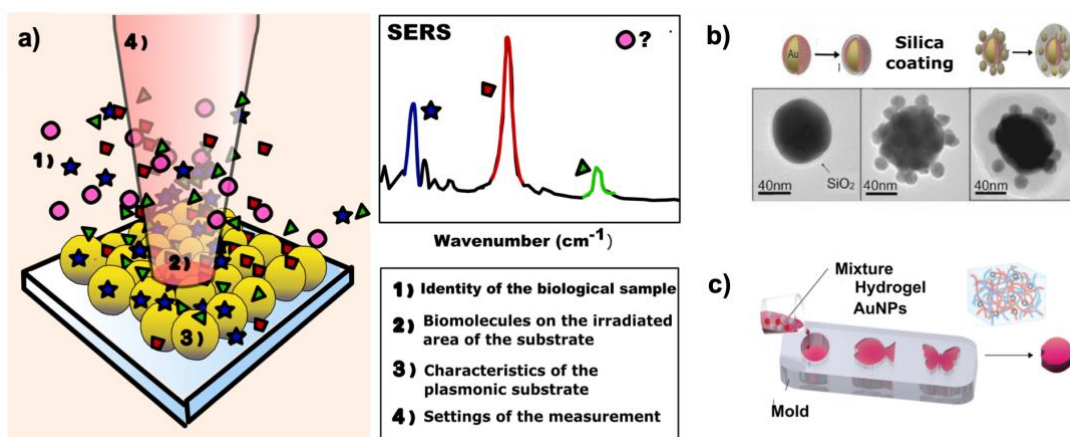 a)
4)
1)
2)
3)
SERS
?
Wavenumber (cm-1)
1) Identity of the biological sample
2) Biomolecules on the irradiated
area of the substrate
3) Characteristics of the
plasmonic substrate
4) Settings of the measurement
b)
Au
Silica
coating
SiO2
40nm
40nm
40nm
c)
Mixture
Hydrogel
AuNPs
Mold